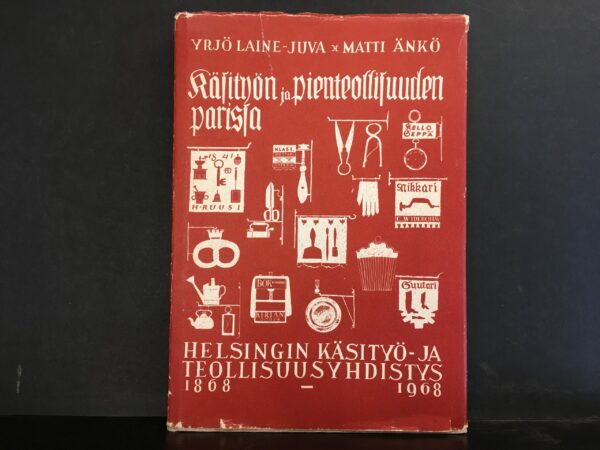 YRJÖ LAINE-JUVA x MATTI ÄNKÖ
Käsityön ja pienteollisuuden
parissa
1841
H. RUUSI
KLASI
KELLO
SEPPÄ
Nikkari
BOK
Suutari
HELSINGIN KÄSITYÖ- JA
TEOLLISUUSYHDISTYS
1868 – 1968